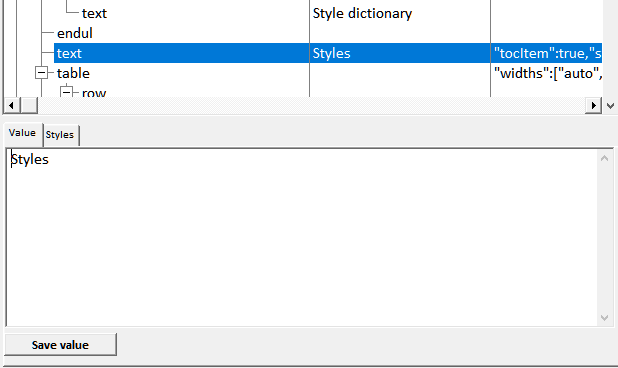 text Style dictionary
endul
text Styles "tocItem":true,"s
table "widths":["auto",
row
Value Styles
Styles
Save value